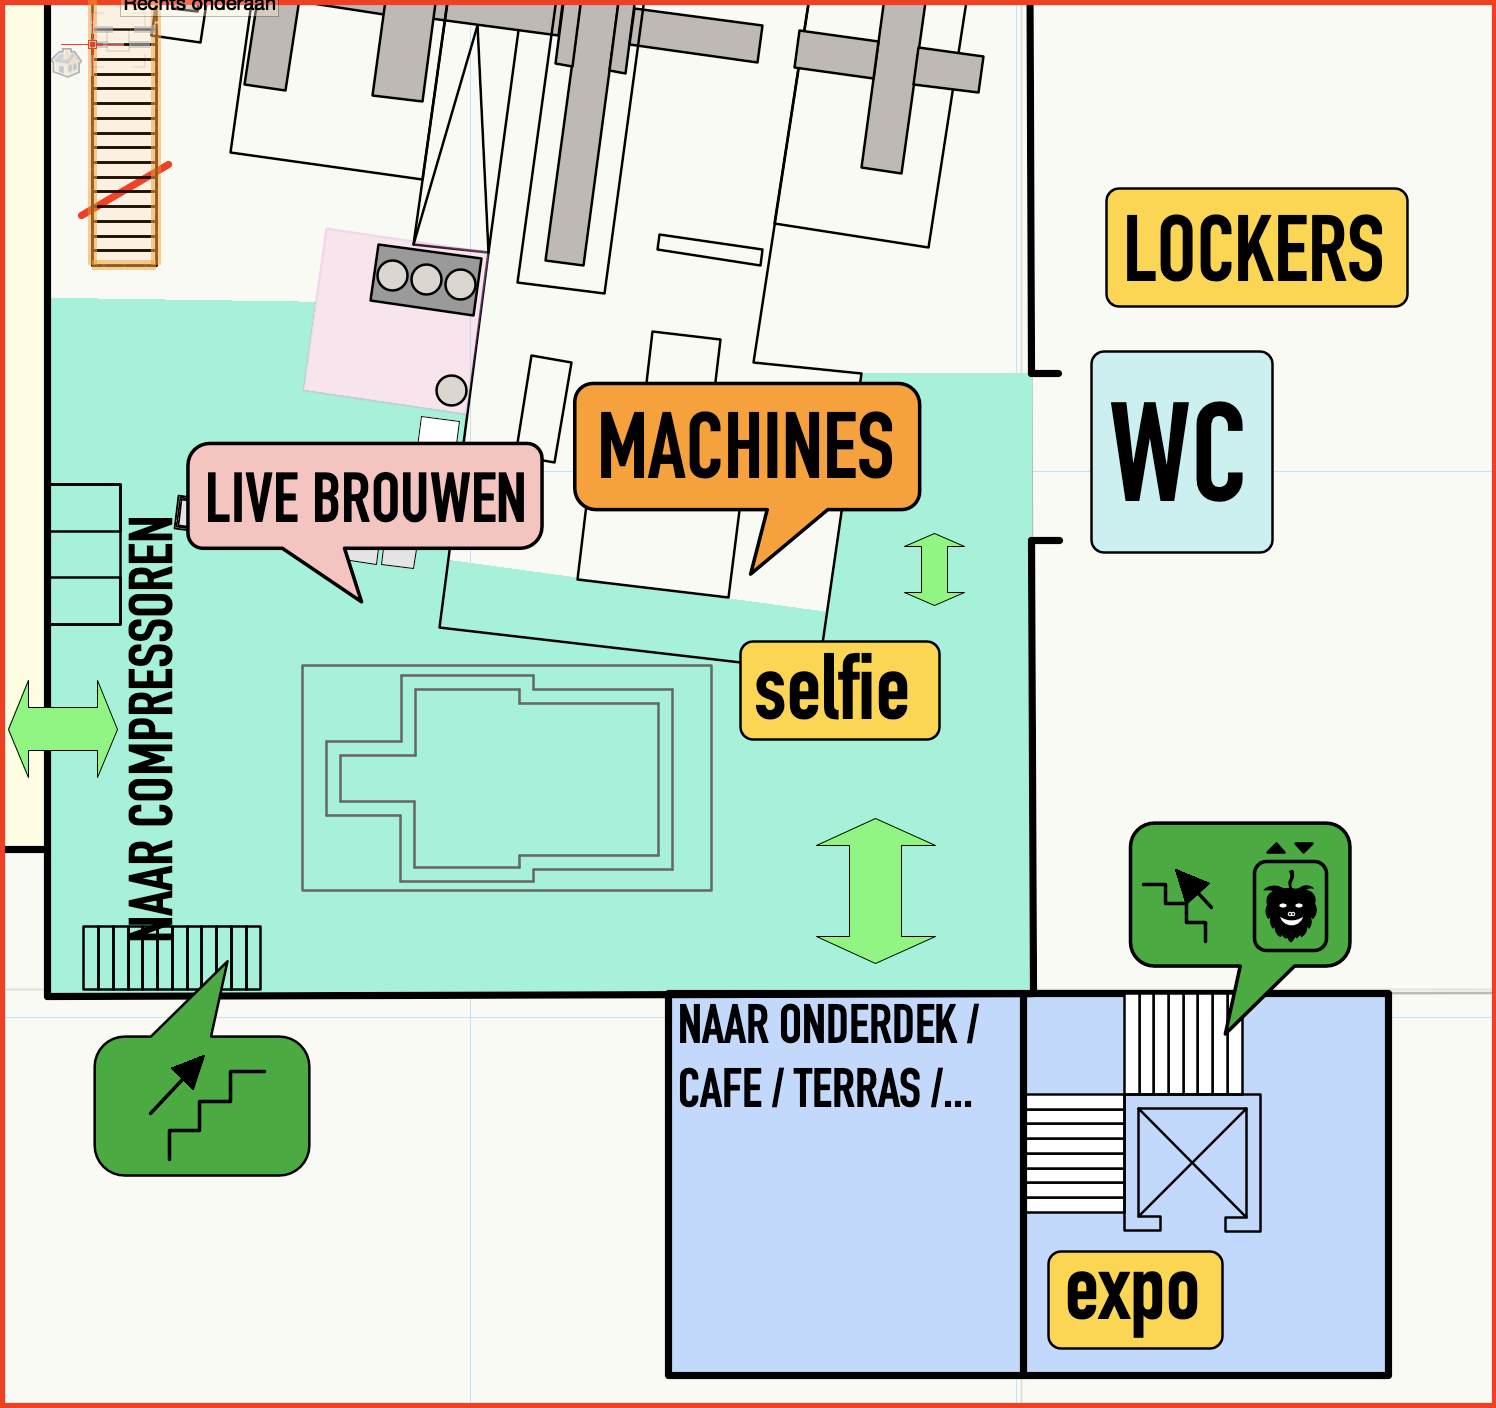 Rechts onderaan
LOCKERS
WC
MACHINES
LIVE BROUWEN
NAAR COMPRESSOREN
selfie
NAAR ONDERDEK /
CAFE / TERRAS /...
expo